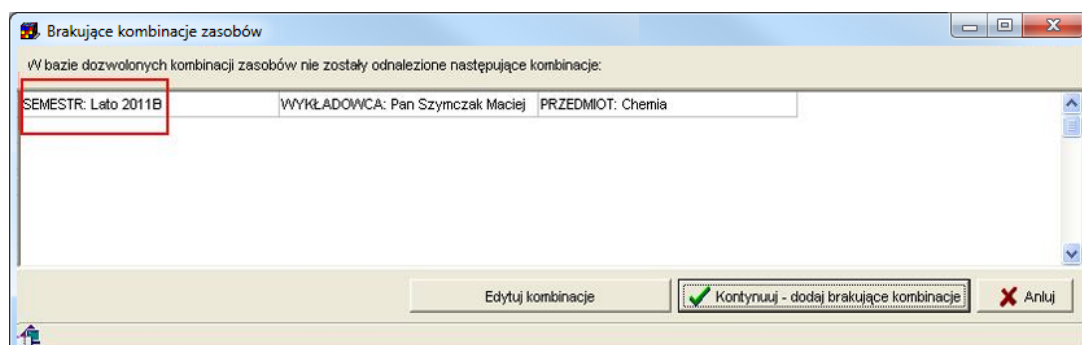 Brakujące kombinacje zasobów
W bazie dozwolonych kombinacji zasobów nie zostały odnalezione następujące kombinacje:
SEMESTR: Lato 2011B WYKŁADOWCA: Pan Szymczak Maciej PRZEDMIOT: Chemia
Edytuj kombinacje Kontynuuj - dodaj brakujące kombinacje Anluj